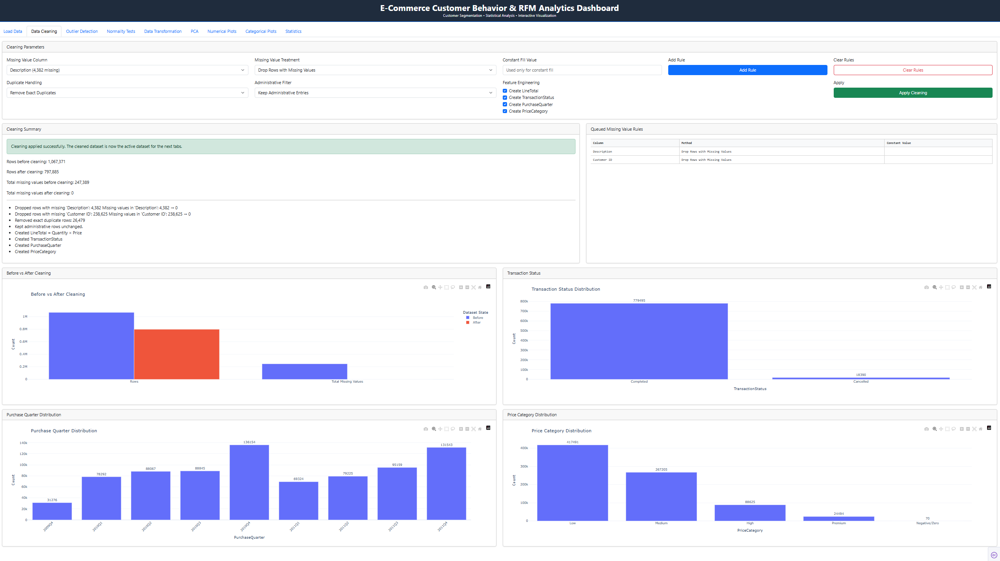 E-Commerce Customer Behavior & RFM Analytics Dashboard
Customer Segmentation • Statistical Analysis • Interactive Visualization
Load Data
Data Cleaning
Outlier Detection
Normality Tests
Data Transformation
PCA
Numerical Plots
Categorical Plots
Statistics
Cleaning Parameters
Missing Value Column
Description (4,382 missing)
Missing Value Treatment
Drop Rows with Missing Values
Constant Fill Value
Used only for constant fill
Add Rule
Add Rule
Clear Rules
Clear Rules
Duplicate Handling
Remove Exact Duplicates
Administrative Filter
Keep Administrative Entries
Feature Engineering
Create LineTotal
Create TransactionStatus
Create PurchaseQuarter
Create PriceCategory
Apply
Apply Cleaning
Cleaning Summary
Cleaning applied successfully. The cleaned dataset is now the active dataset for the next tabs.
Rows before cleaning: 1,067,371
Rows after cleaning: 797,885
Total missing values before cleaning: 247,389
Total missing values after cleaning: 0
• Dropped rows with missing 'Description': 4,382 Missing values in 'Description': 4,382 → 0
• Dropped rows with missing 'Customer ID': 238,625 Missing values in 'Customer ID': 238,625 → 0
• Removed exact duplicate rows: 26,479
• Kept administrative rows unchanged.
• Created LineTotal = Quantity × Price
• Created TransactionStatus
• Created PurchaseQuarter
• Created PriceCategory
Queued Missing Value Rules
Column Method Constant Value
Description Drop Rows with Missing Values
Customer ID Drop Rows with Missing Values
Before vs After Cleaning
Before vs After Cleaning
Dataset State
Before
After
Count
1M
0.8M
0.6M
0.4M
0.2M
0
Rows
Total Missing Values
Transaction Status
Transaction Status Distribution
Count
800k
700k
600k
500k
400k
300k
200k
100k
0
779495
18390
Completed
Cancelled
TransactionStatus
Purchase Quarter Distribution
Purchase Quarter Distribution
Count
140k
120k
100k
80k
60k
40k
20k
0
31276
78292
88067
88845
136154
69324
79225
95159
131543
2009Q4
2010Q1
2010Q2
2010Q3
2010Q4
2011Q1
2011Q2
2011Q3
2011Q4
PurchaseQuarter
Price Category Distribution
Price Category Distribution
Count
400k
300k
200k
100k
0
417491
267205
88625
24494
70
Low
Medium
High
Premium
Negative/Zero
PriceCategory